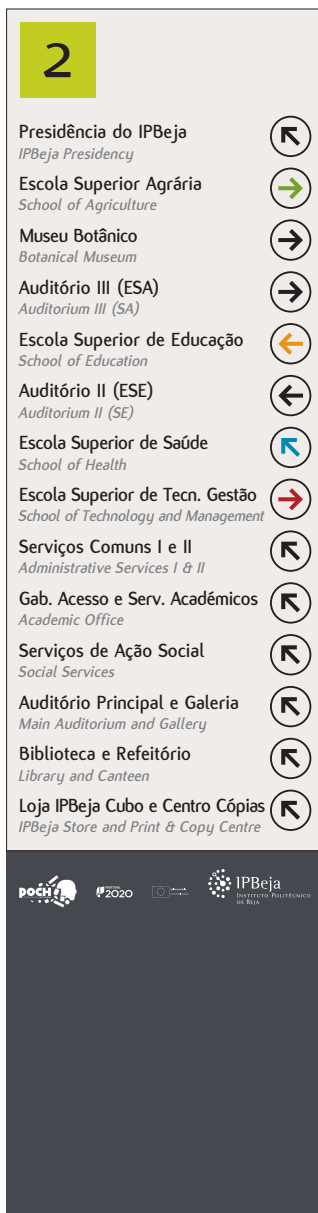 2
Presidência do IPBeja
IPBeja Presidency
Escola Superior Agrária
School of Agriculture
Museu Botânico
Botanical Museum
Auditório III (ESA)
Auditorium III (SA)
Escola Superior de Educação
School of Education
Auditório II (ESE)
Auditorium II (SE)
Escola Superior de Saúde
School of Health
Escola Superior de Tecn. Gestão
School of Technology and Management
Serviços Comuns I e II
Administrative Services I & II
Gab. Acesso e Serv. Académicos
Academic Office
Serviços de Ação Social
Social Services
Auditório Principal e Galeria
Main Auditorium and Gallery
Biblioteca e Refeitório
Library and Canteen
Loja IPBeja Cubo e Centro Cópias
IPBeja Store and Print & Copy Centre
POCH
2020
IPBeja
Instituto Politécnico
de Beja